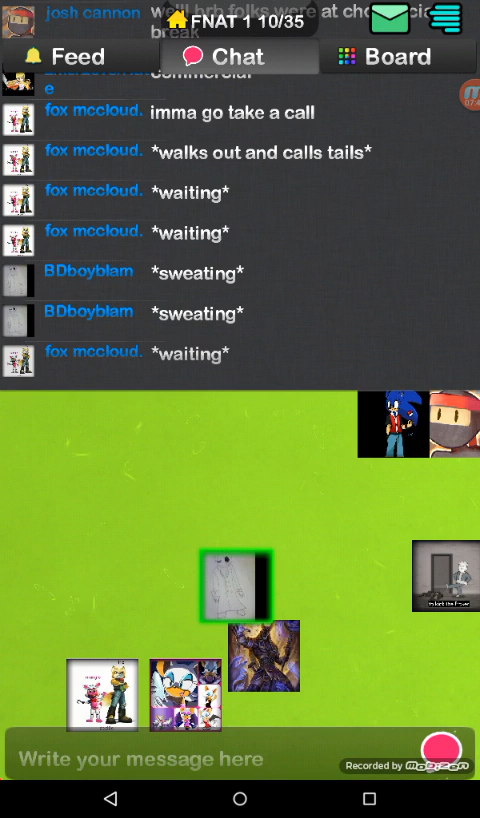 josh cannon we'll brb folks were at
break
FNAT 1 10/35
Feed
Chat
Board
commercial
fox mccloud. imma go take a call
fox mccloud. *walks out and calls tails*
fox mccloud. *waiting*
fox mccloud. *waiting*
BDboyblam *sweating*
BDboyblam *sweating*
fox mccloud. *waiting*
Write your message here
Recorded by mobizen